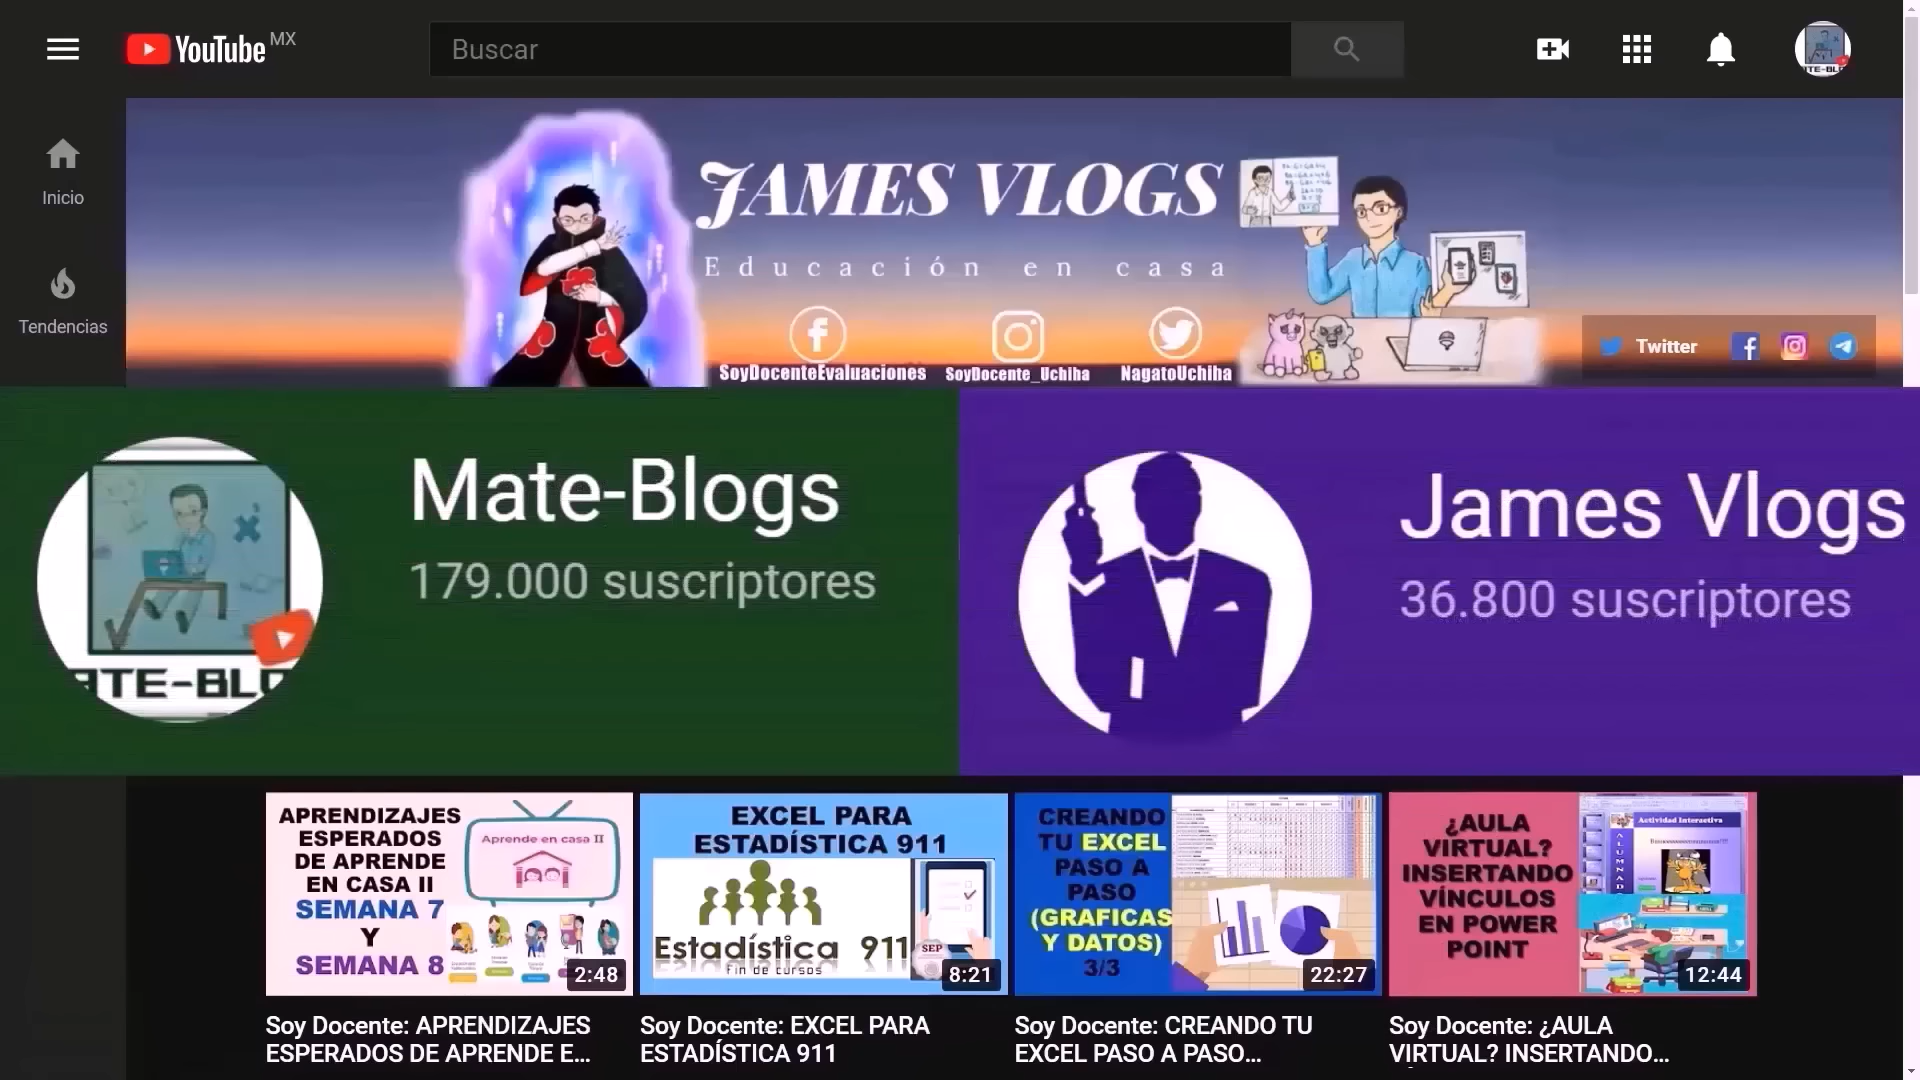 YouTube MX
Buscar
Inicio
Tendencias
JAMES VLOGS
Educación en casa
SoyDocenteEvaluaciones
SoyDocente_Uchiha
NagatoUchiha
Twitter
Mate-Blogs
179.000 suscriptores
ATE-BLO
James Vlogs
36.800 suscriptores
APRENDIZAJES
ESPERADOS
DE APRENDE
EN CASA II
SEMANA 7
Y
SEMANA 8
Aprende en casa II
2:48
EXCEL PARA
ESTADÍSTICA 911
Estadística 911
fin de cursos
SEP
8:21
CREANDO
TU EXCEL
PASO A
PASO
(GRAFICAS
Y DATOS)
3/3
22:27
¿AULA
VIRTUAL?
INSERTANDO
VÍNCULOS
EN POWER
POINT
Actividad Interactiva
12:44
Soy Docente: APRENDIZAJES
ESPERADOS DE APRENDE E...
Soy Docente: EXCEL PARA
ESTADÍSTICA 911
Soy Docente: CREANDO TU
EXCEL PASO A PASO...
Soy Docente: ¿AULA
VIRTUAL? INSERTANDO...